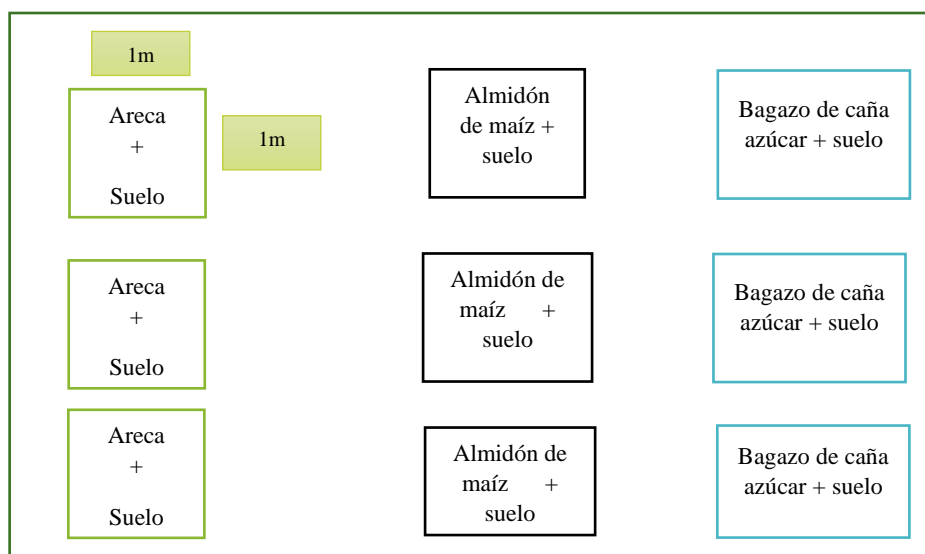 1m
Areca
+
Suelo
1m
Almidón
de maíz +
suelo
Bagazo de caña
azúcar + suelo
Areca
+
Suelo
Almidón de
maíz +
suelo
Bagazo de caña
azúcar + suelo
Areca
+
Suelo
Almidón de
maíz +
suelo
Bagazo de caña
azúcar + suelo